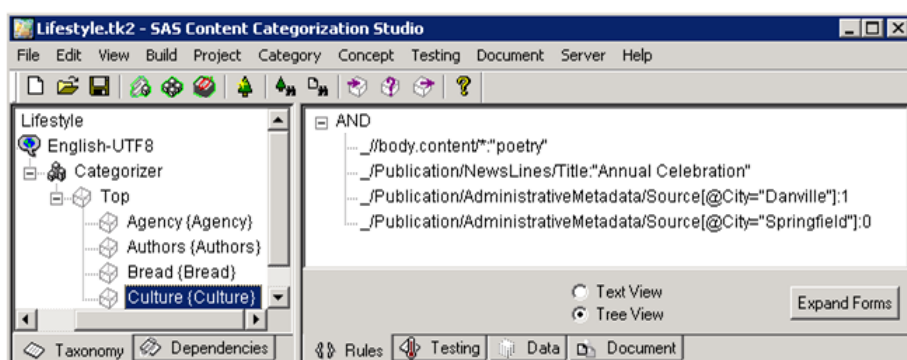 Lifestyle.tk2 - SAS Content Categorization Studio
File Edit View Build Project Category Concept Testing Document Server Help
Lifestyle
English-UTF8
Categorizer
Top
Agency {Agency}
Authors {Authors}
Bread {Bread}
Culture {Culture}
Taxonomy Dependencies
AND
_//body.content/*:"poetry"
_/Publication/NewsLines/Title:"Annual Celebration"
_/Publication/AdministrativeMetadata/Source[@City="Danville"]:1
_/Publication/AdministrativeMetadata/Source[@City="Springfield"]:0
Text View
Tree View
Expand Forms
Rules Testing Data Document